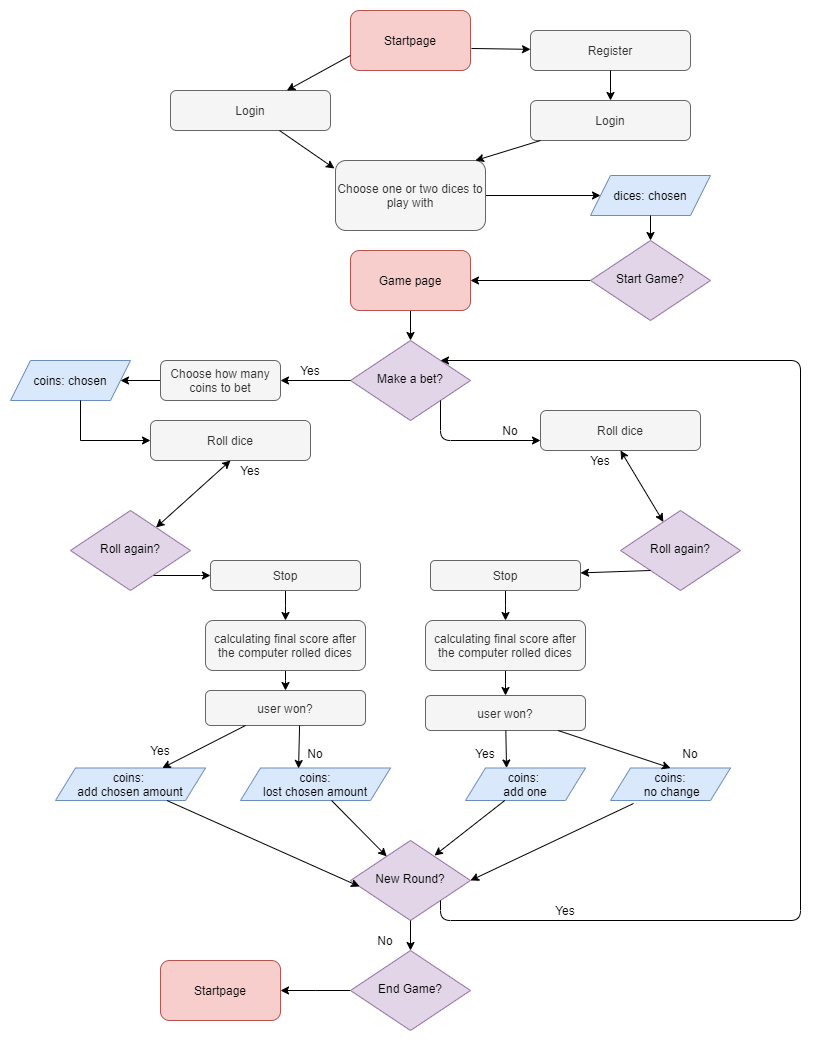 Startpage
Register
Login
Login
Choose one or two dices to
play with
dices: chosen
Start Game?
Game page
Make a bet?
Yes
Choose how many
coins to bet
coins: chosen
No
Roll dice
Roll dice
Yes
Yes
Roll again?
Roll again?
Stop
Stop
calculating final score after
the computer rolled dices
calculating final score after
the computer rolled dices
user won?
user won?
Yes
No
Yes
No
coins:
add chosen amount
coins:
lost chosen amount
coins:
add one
coins:
no change
New Round?
Yes
No
End Game?
Startpage